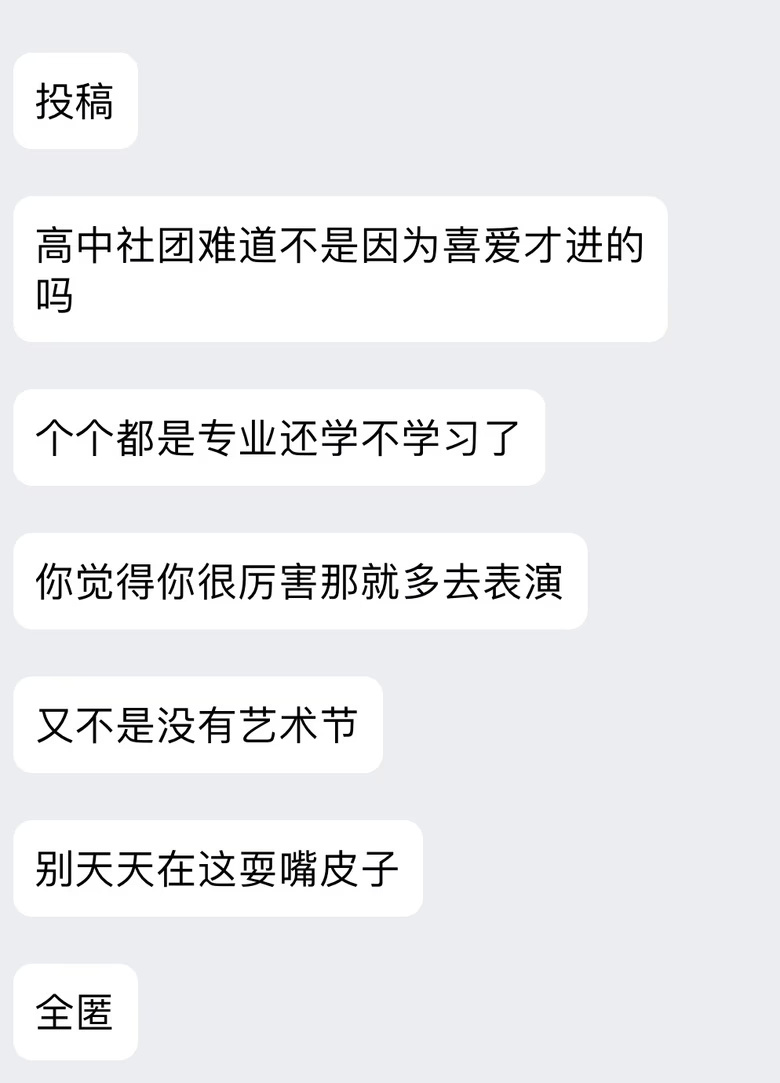 投稿
高中社团难道不是因为喜爱才进的
吗
个个都是专业还学不学习了
你觉得你很厉害那就多去表演
又不是没有艺术节
别天天在这耍嘴皮子
全匿